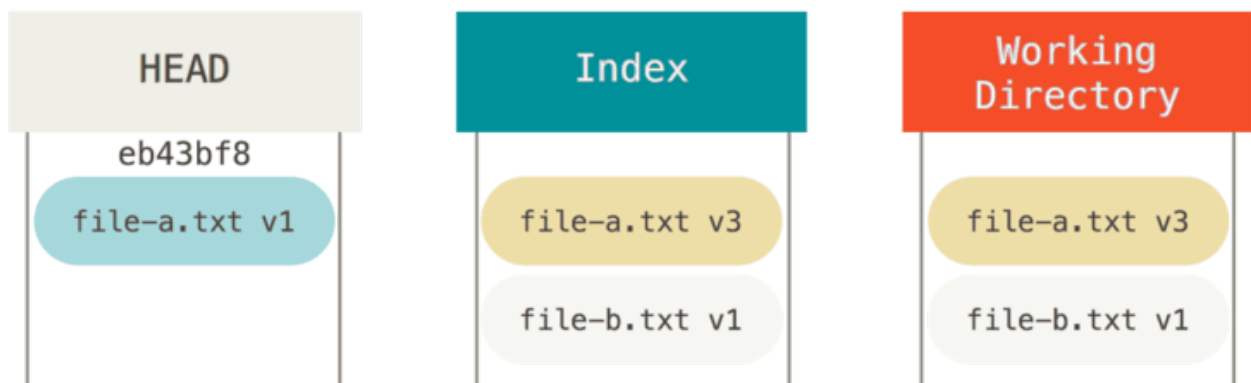 HEAD
Index
Working
Directory
eb43bf8
file-a.txt v1
file-a.txt v3
file-a.txt v3
file-b.txt v1
file-b.txt v1